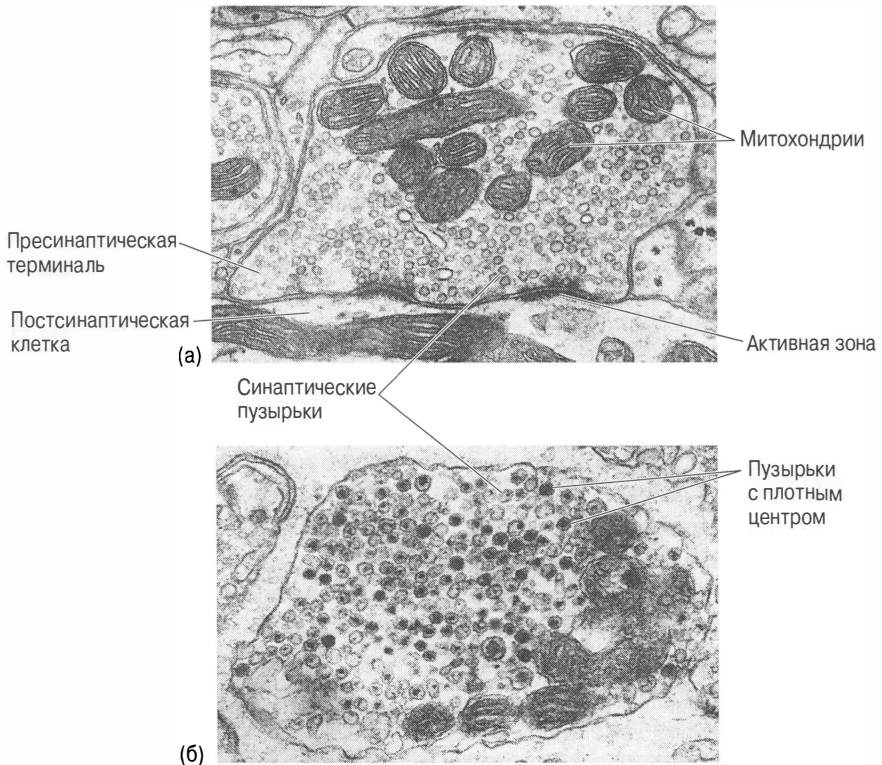 Митохондрии
Пресинаптическая
терминаль
Постсинаптическая
клетка
(а)
Активная зона
Синаптические
пузырьки
Пузырьки
с плотным
центром
(б)